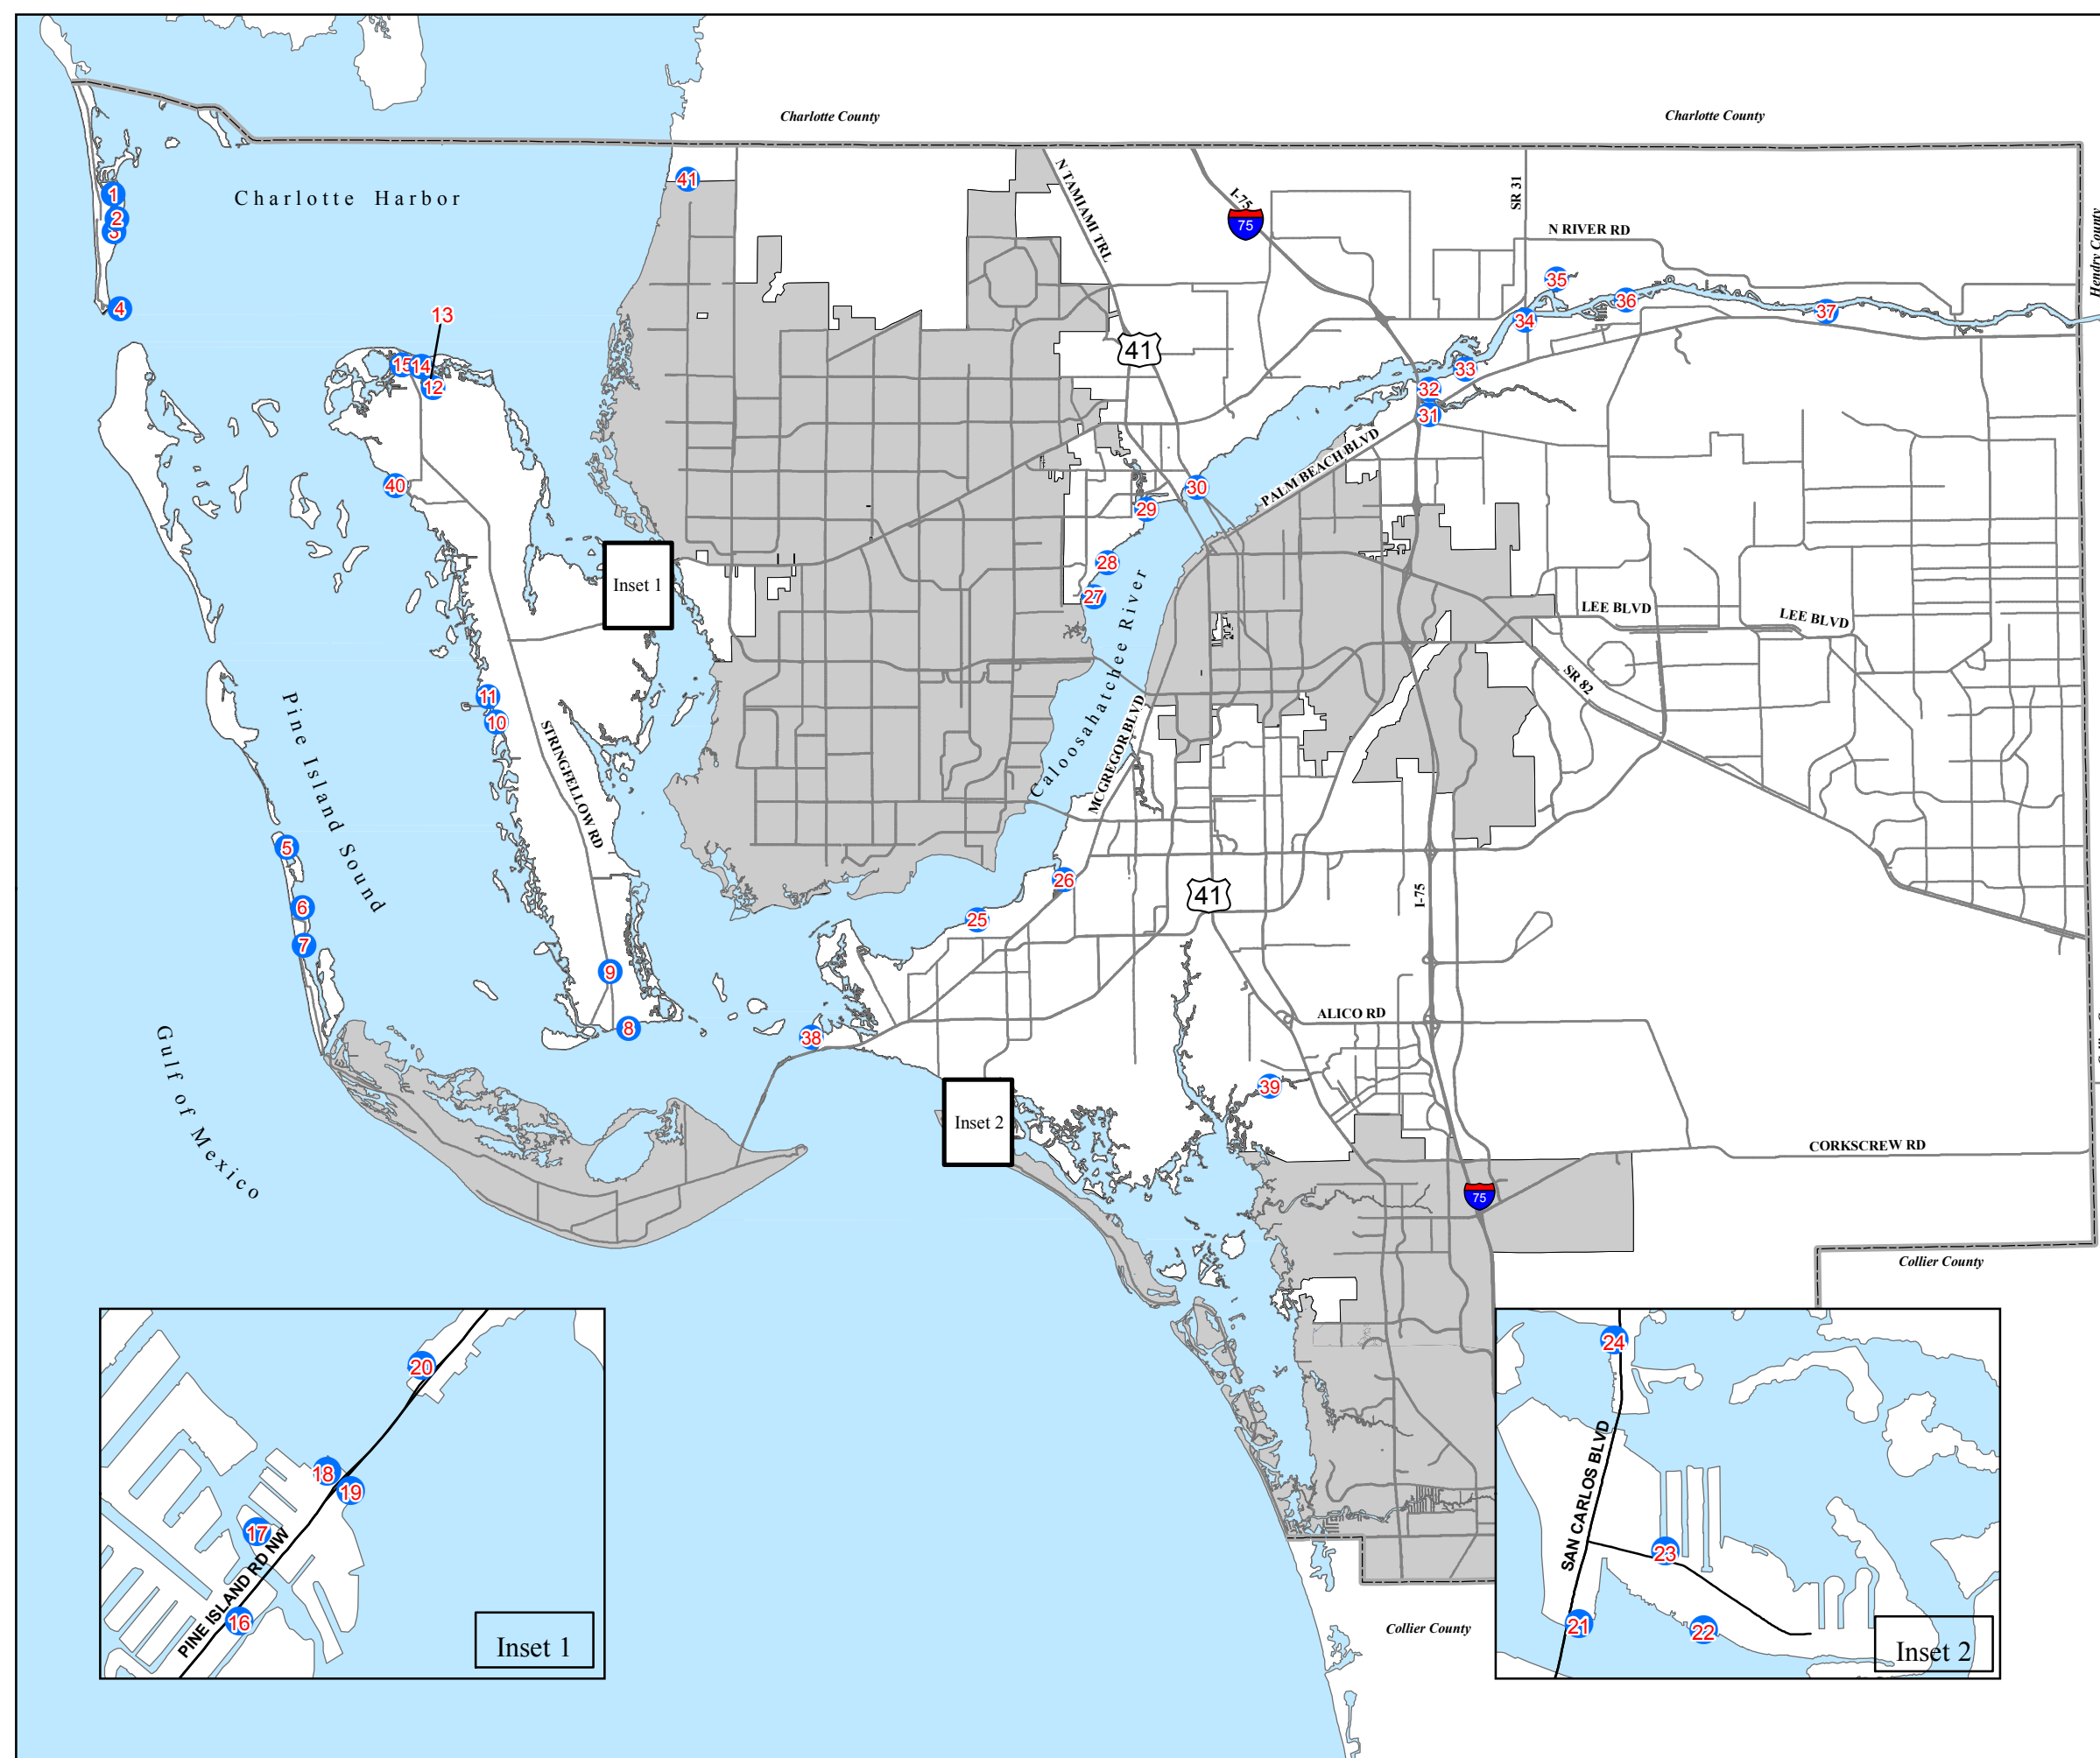 Charlotte County
Charlotte County
Charlotte Harbor
41
N TAMIAMI TRL
I-75
75
SR 31
N RIVER RD
Hendry County
1
2
3
4
13
15
14
12
35
36
34
37
41
33
32
31
PALM BEACH BLVD
40
30
29
28
27
Inset 1
Caloosahatchee River
LEE BLVD
LEE BLVD
SR 82
11
10
Pine Island Sound
STRINGFELLOW RD
MCGREGOR BLVD
5
6
7
26
25
41
I-75
9
8
38
ALICO RD
39
Gulf of Mexico
Inset 2
CORKSCREW RD
75
Collier County
20
18
19
17
PINE ISLAND RD NW
16
Inset 1
24
SAN CARLOS BLVD
23
21
22
Inset 2
Collier County